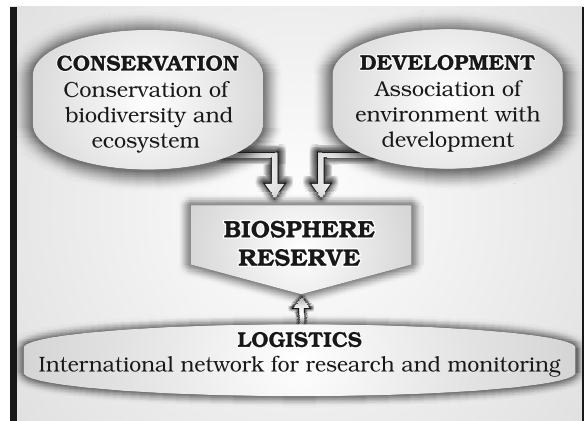 CONSERVATION
Conservation of
biodiversity and
ecosystem
DEVELOPMENT
Association of
environment with
development
BIOSPHERE
RESERVE
LOGISTICS
International network for research and monitoring